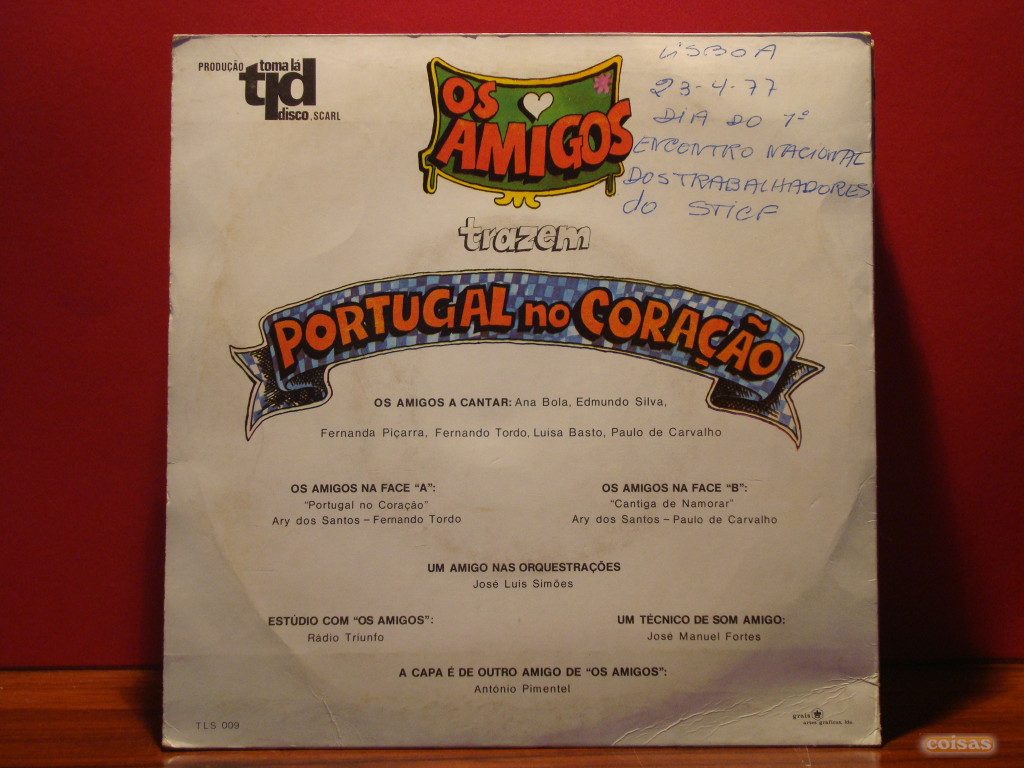 PRODUÇÃO toma lá
tld
disco, SCARL
OS
AMIGOS
LISBOA
23-4-77
DIA DO 1º
ENCONTRO NACIONAL
DOS TRABALHADORES
do STICF
trazem
PORTUGAL no CORAÇÃO
OS AMIGOS A CANTAR: Ana Bola, Edmundo Silva,
Fernanda Piçarra, Fernando Tordo, Luisa Basto, Paulo de Carvalho
OS AMIGOS NA FACE “A”:
“Portugal no Coração”
Ary dos Santos – Fernando Tordo
OS AMIGOS NA FACE “B”:
“Cantiga de Namorar”
Ary dos Santos – Paulo de Carvalho
UM AMIGO NAS ORQUESTRAÇÕES
José Luis Simões
ESTÚDIO COM “OS AMIGOS”:
Rádio Triunfo
UM TÉCNICO DE SOM AMIGO:
José Manuel Fortes
A CAPA É DE OUTRO AMIGO DE “OS AMIGOS”:
António Pimentel
TLS 009
grais
artes gráficas, lda
coisas